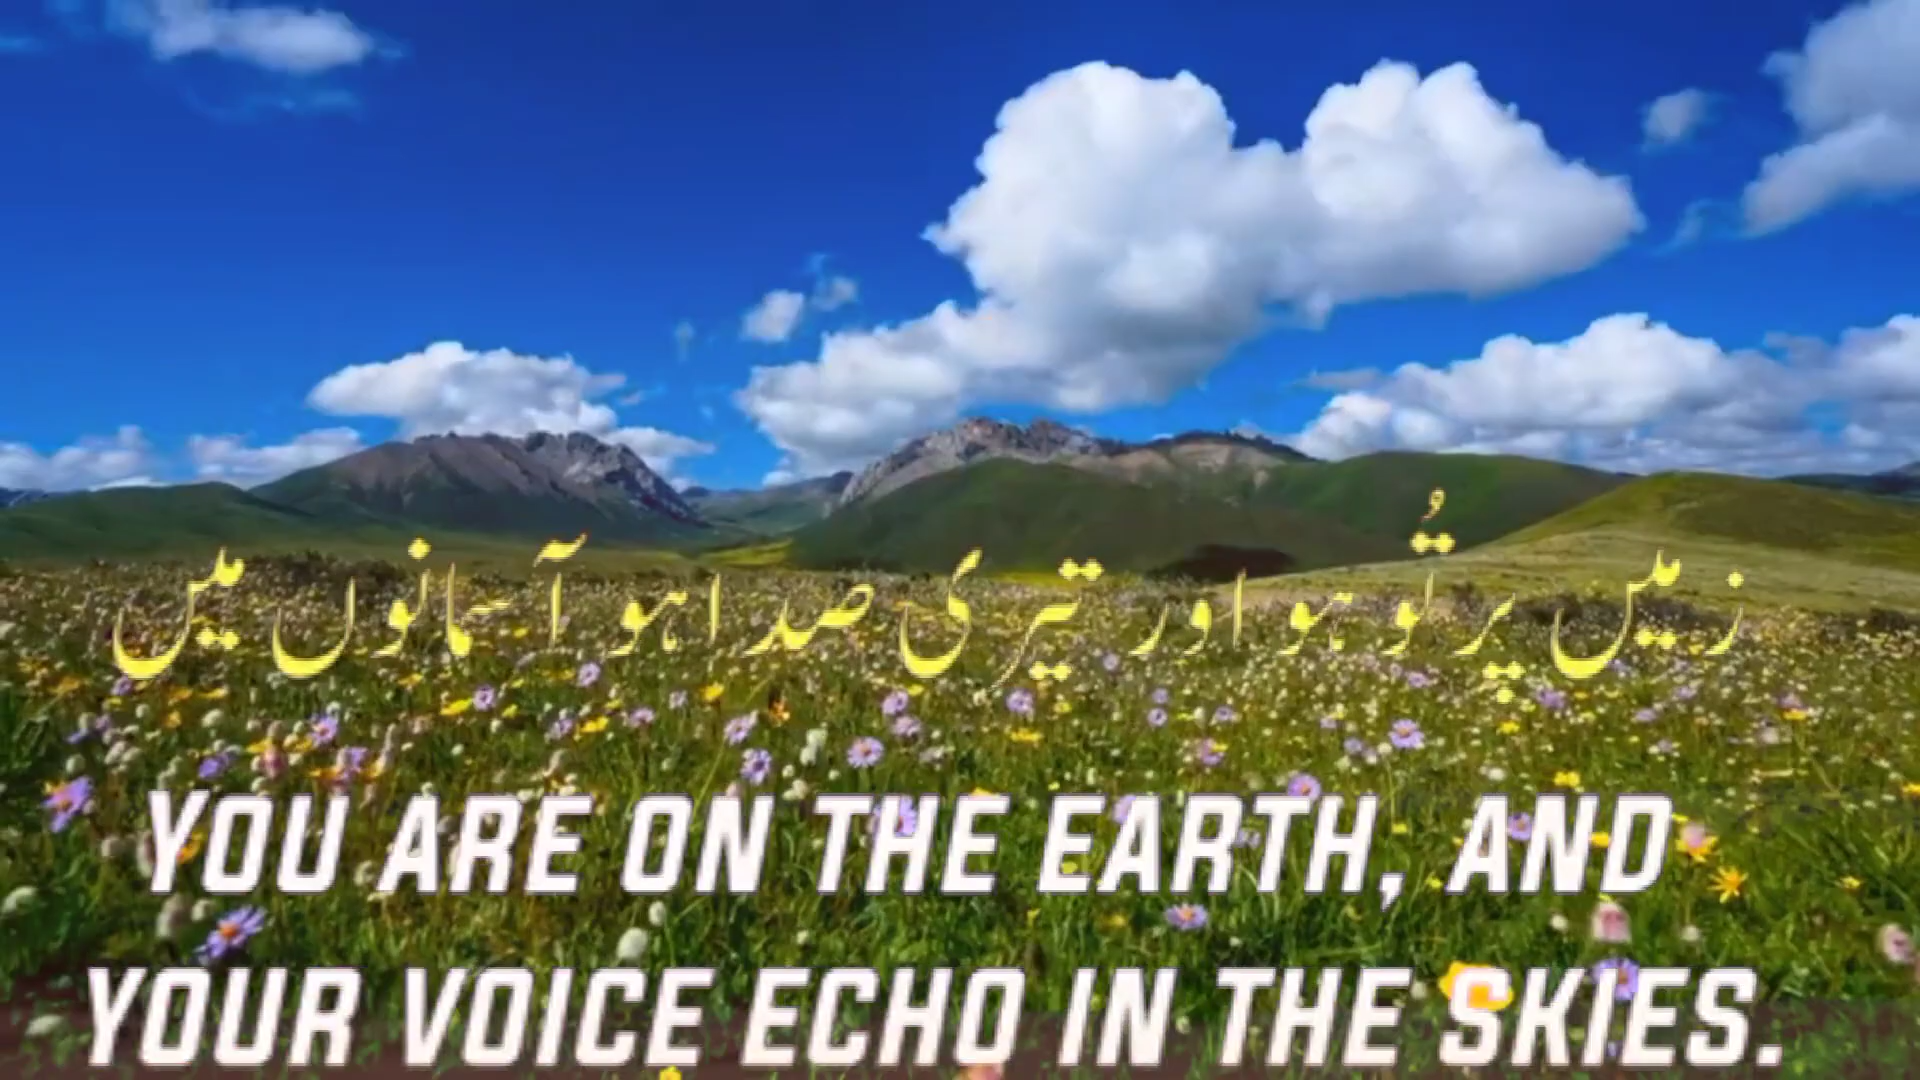 زمیں پر تُو ہو اور تیری صدا ہو آسمانوں میں
YOU ARE ON THE EARTH, AND
YOUR VOICE ECHO IN THE SKIES.